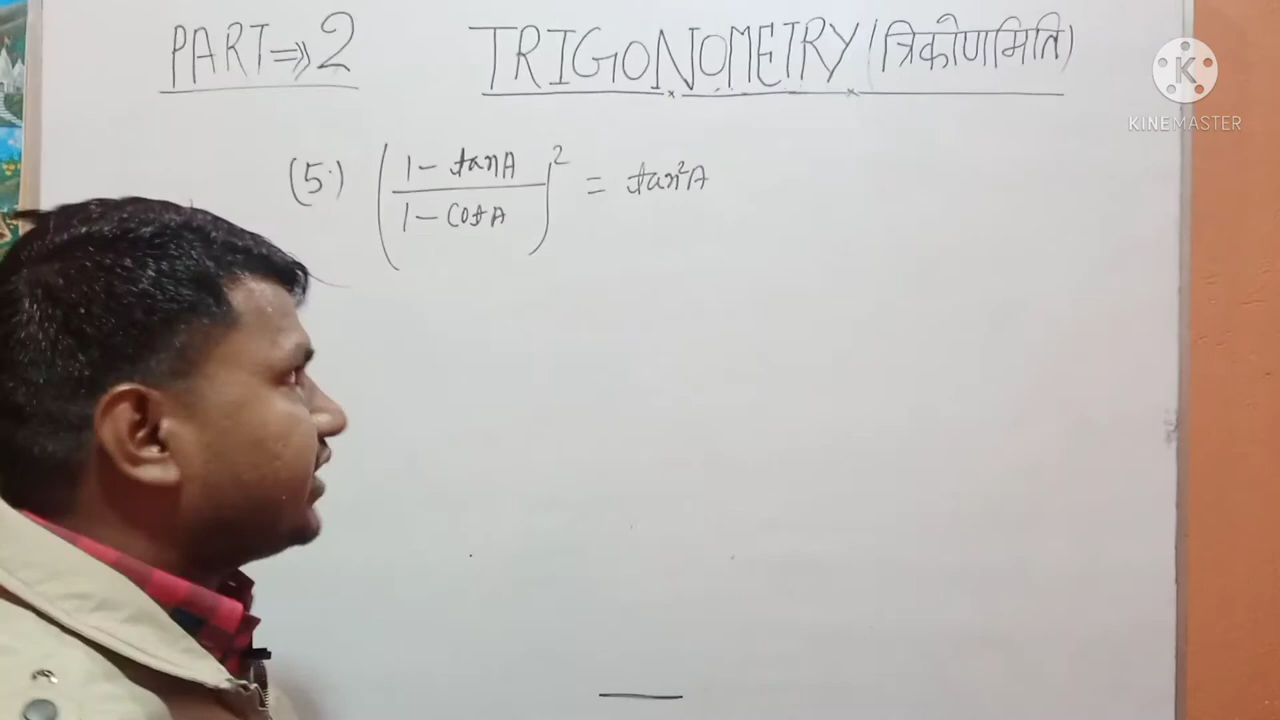 PART ⇒ 2 TRIGONOMETRY (त्रिकोणमिति)
K
KINEMASTER
(5.) (1 - tanA / 1 - cotA)² = tan²A